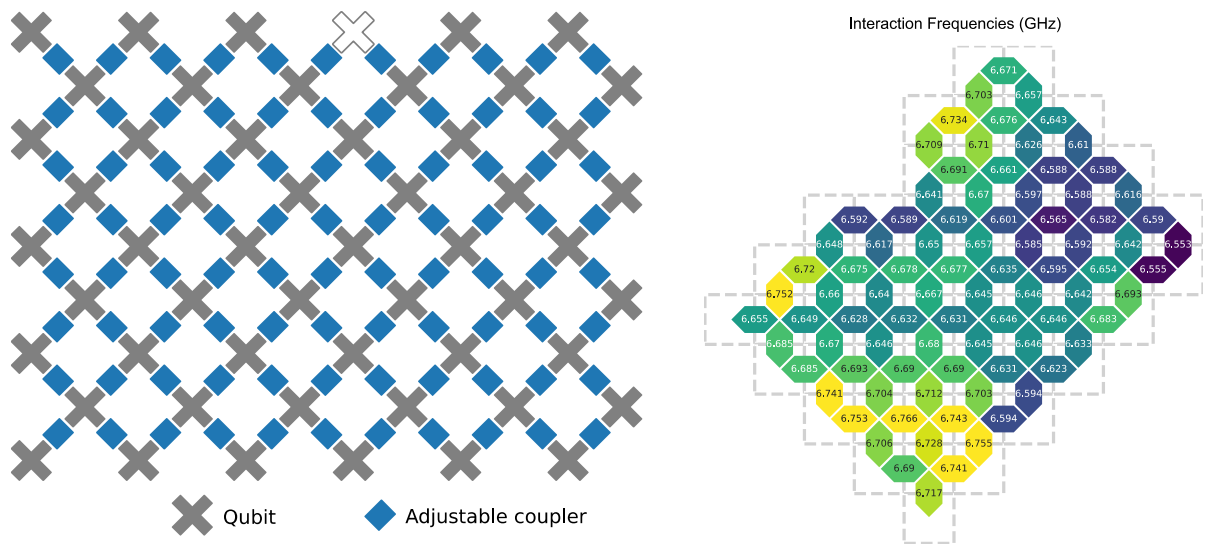 Interaction Frequencies (GHz)
6.671
6.703 6.657
6.734 6.676 6.643
6.709 6.71 6.626 6.61
6.691 6.661 6.588 6.588
6.641 6.67 6.597 6.588 6.616
6.592 6.589 6.619 6.601 6.565 6.582 6.59
6.648 6.617 6.65 6.657 6.585 6.592 6.642 6.553
6.72 6.675 6.678 6.677 6.635 6.595 6.654 6.555
6.752 6.66 6.64 6.667 6.645 6.646 6.642 6.693
6.655 6.649 6.628 6.632 6.631 6.646 6.646 6.683
6.685 6.67 6.646 6.68 6.645 6.646 6.633
6.685 6.693 6.69 6.69 6.631 6.623
6.741 6.704 6.712 6.703 6.594
6.753 6.766 6.743 6.594
6.706 6.728 6.755
6.69 6.741
6.717
Qubit Adjustable coupler